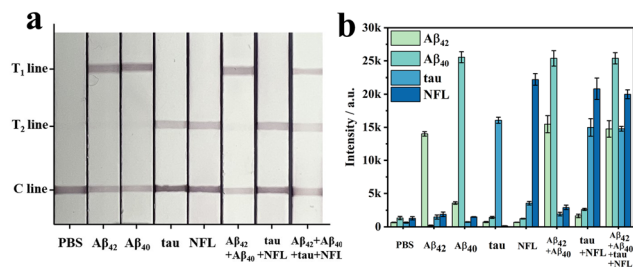 a
T₁ line
T₂ line
C line
PBS Aβ₄₂ Aβ₄₀ tau NFL Aβ₄₂ +Aβ₄₀ tau +NFL Aβ₄₂+Aβ₄₀ +tau+NFL
b
Intensity / a.u.
30k
25k
20k
15k
10k
5k
0
Aβ₄₂
Aβ₄₀
tau
NFL
PBS Aβ₄₂ Aβ₄₀ tau NFL Aβ₄₂ +Aβ₄₀ tau +NFL Aβ₄₂ +Aβ₄₀ +tau +NFL